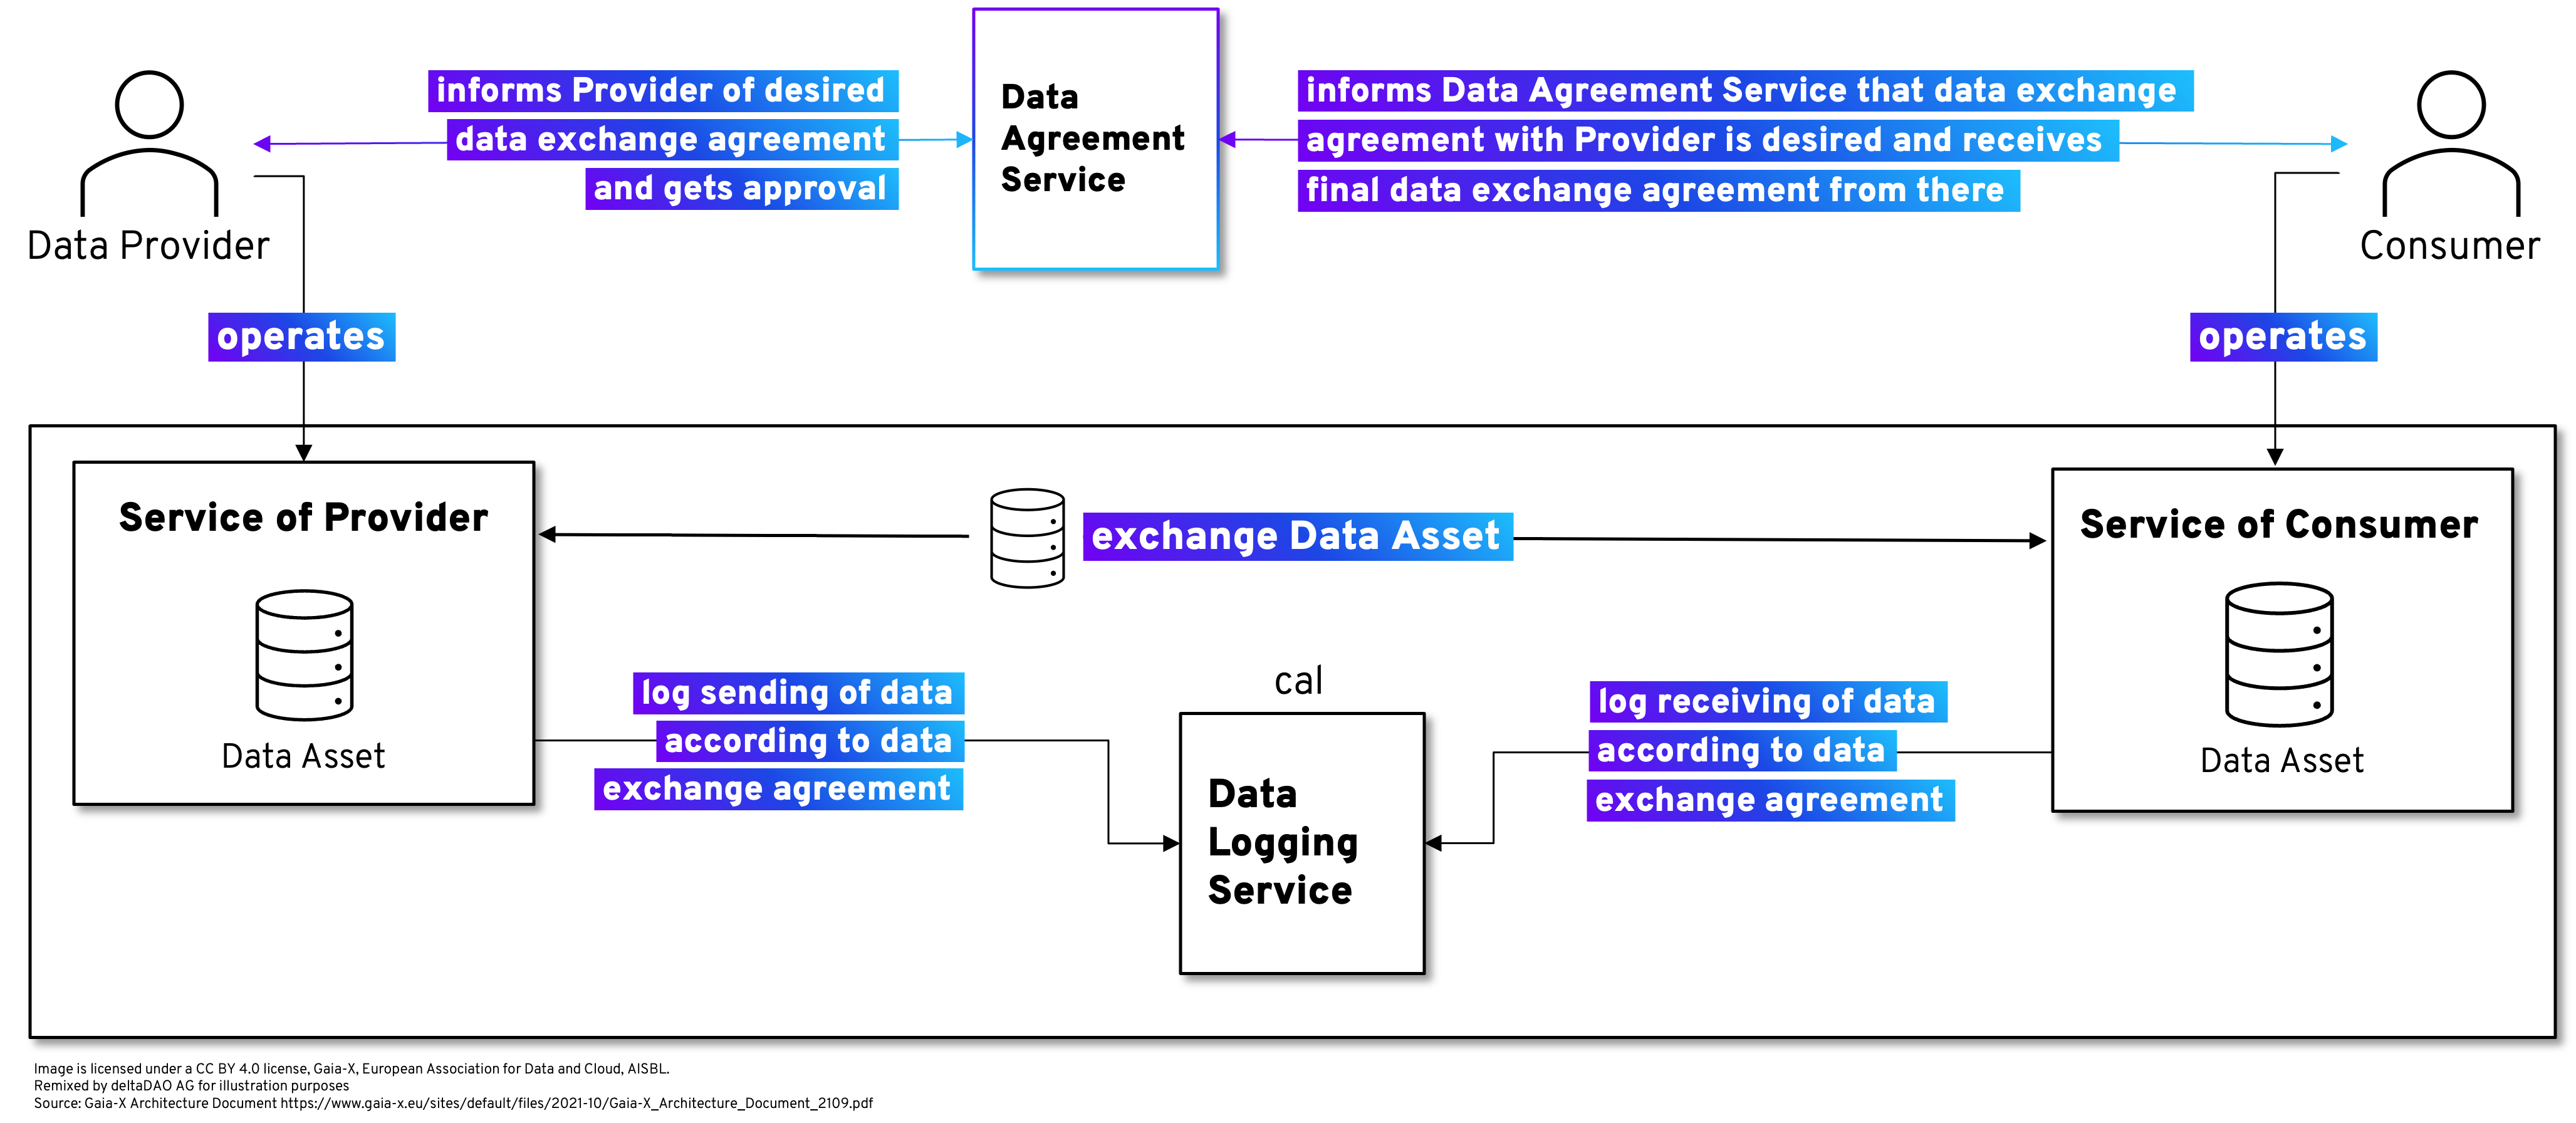 informs Provider of desired
data exchange agreement
and gets approval
Data
Agreement
Service
informs Data Agreement Service that data exchange
agreement with Provider is desired and receives
final data exchange agreement from there
Data Provider
Consumer
operates
operates
Service of Provider
exchange Data Asset
Service of Consumer
Data Asset
log sending of data
according to data
exchange agreement
cal
Data
Logging
Service
log receiving of data
according to data
exchange agreement
Data Asset
Image is licensed under a CC BY 4.0 license, Gaia-X, European Association for Data and Cloud, AISBL.
Remixed by deltaDAO AG for illustration purposes
Source: Gaia-X Architecture Document https://www.gaia-x.eu/sites/default/files/2021-10/Gaia-X_Architecture_Document_2109.pdf